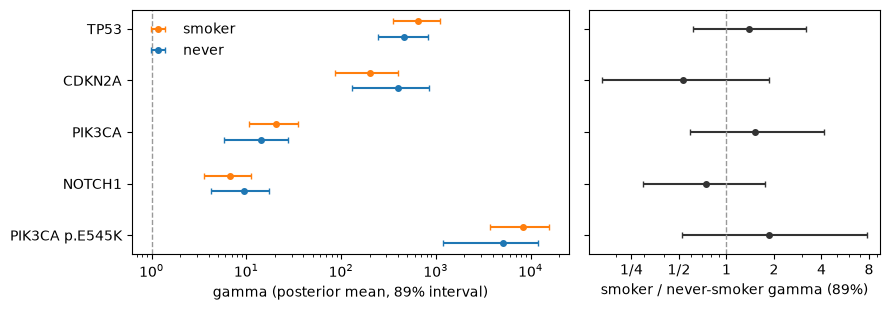 TP53
CDKN2A
PIK3CA
NOTCH1
PIK3CA p.E545K
smoker
never
10^0 10^1 10^2 10^3 10^4
gamma (posterior mean, 89% interval)
1/4 1/2 1 2 4 8
smoker / never-smoker gamma (89%)